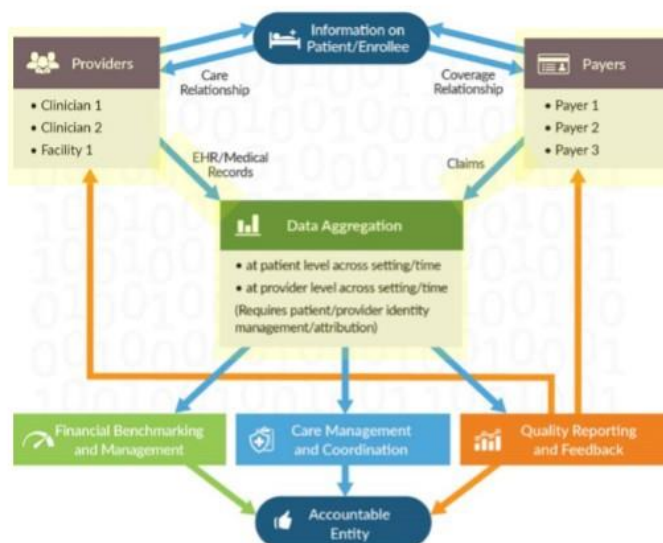 Information on
Patient/Enrollee
Providers
• Clinician 1
• Clinician 2
• Facility 1
Care
Relationship
Coverage
Relationship
Payers
• Payer 1
• Payer 2
• Payer 3
EHR/Medical
Records
Claims
Data Aggregation
• at patient level across setting/time
• at provider level across setting/time
(Requires patient/provider identity
management/attribution)
Financial Benchmarking
and Management
Care Management
and Coordination
Quality Reporting
and Feedback
Accountable
Entity